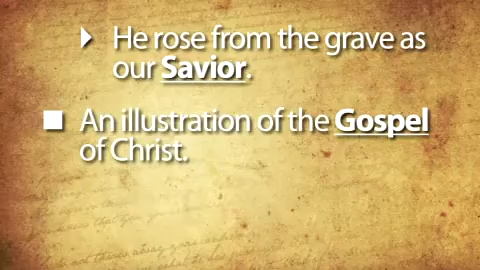 He rose from the grave as
our Savior.
An illustration of the Gospel
of Christ.